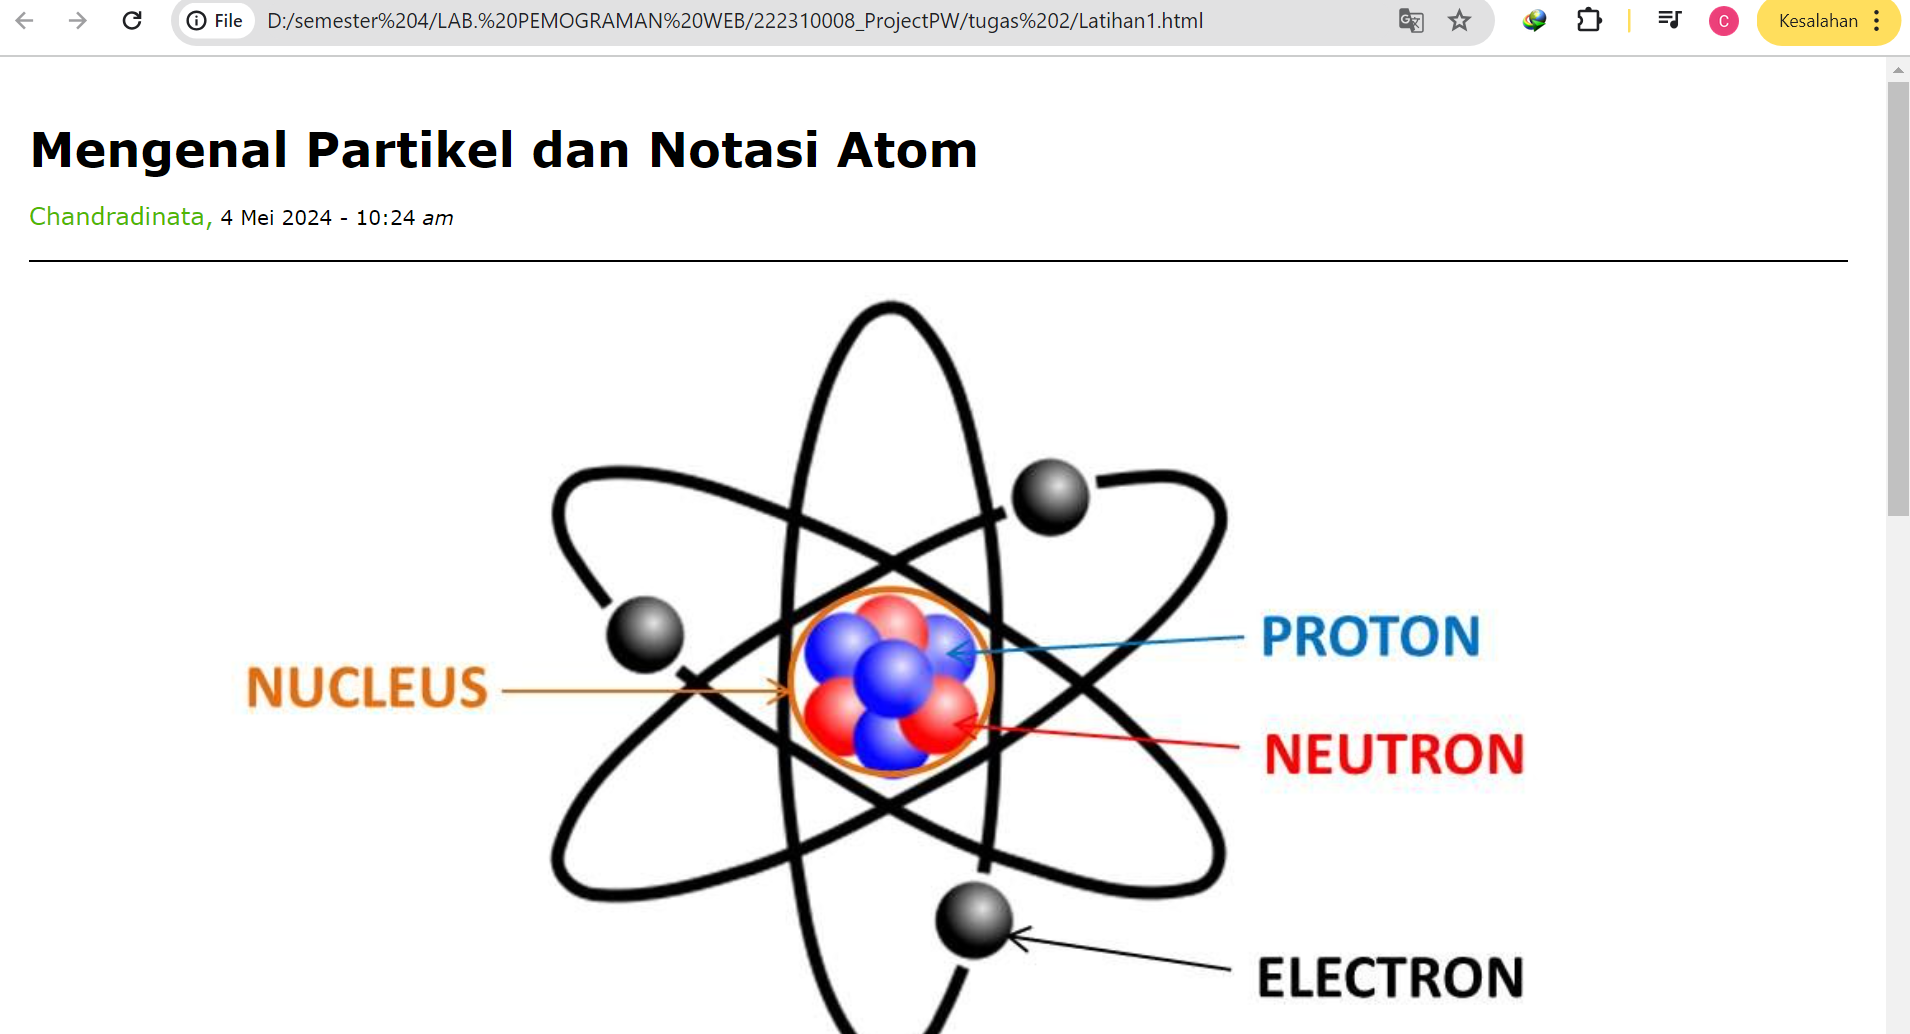 File D:/semester%204/LAB.%20PEMOGRAMAN%20WEB/222310008_ProjectPW/tugas%202/Latihan1.html C Kesalahan
Mengenal Partikel dan Notasi Atom
Chandradinata, 4 Mei 2024 - 10:24 am
PROTON
NUCLEUS
NEUTRON
ELECTRON